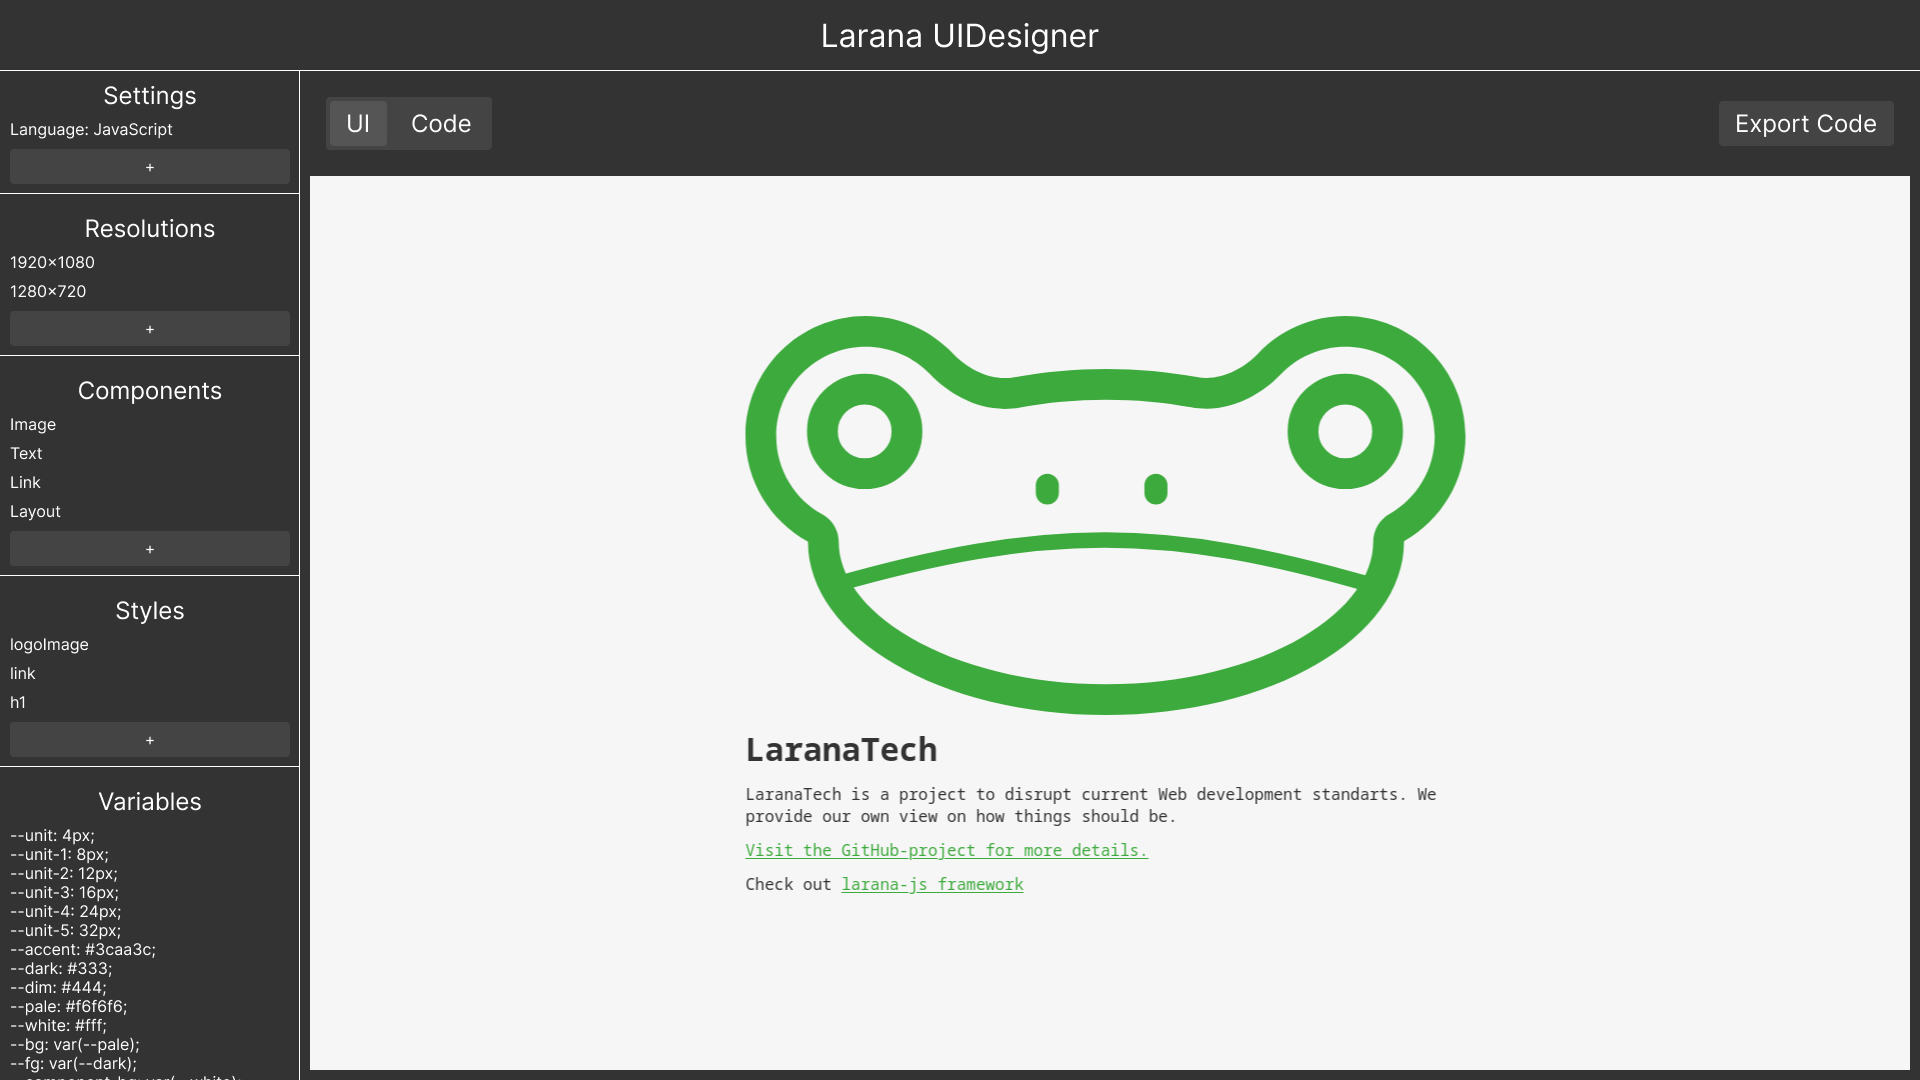 Larana UIDesigner
Settings
Language: JavaScript
+
Resolutions
1920×1080
1280×720
+
Components
Image
Text
Link
Layout
+
Styles
logoImage
link
h1
+
Variables
--unit: 4px;
--unit-1: 8px;
--unit-2: 12px;
--unit-3: 16px;
--unit-4: 24px;
--unit-5: 32px;
--accent: #3caa3c;
--dark: #333;
--dim: #444;
--pale: #f6f6f6;
--white: #fff;
--bg: var(--pale);
--fg: var(--dark);
UI
Code
Export Code
LaranaTech
LaranaTech is a project to disrupt current Web development standarts. We
provide our own view on how things should be.
Visit the GitHub-project for more details.
Check out larana-js framework